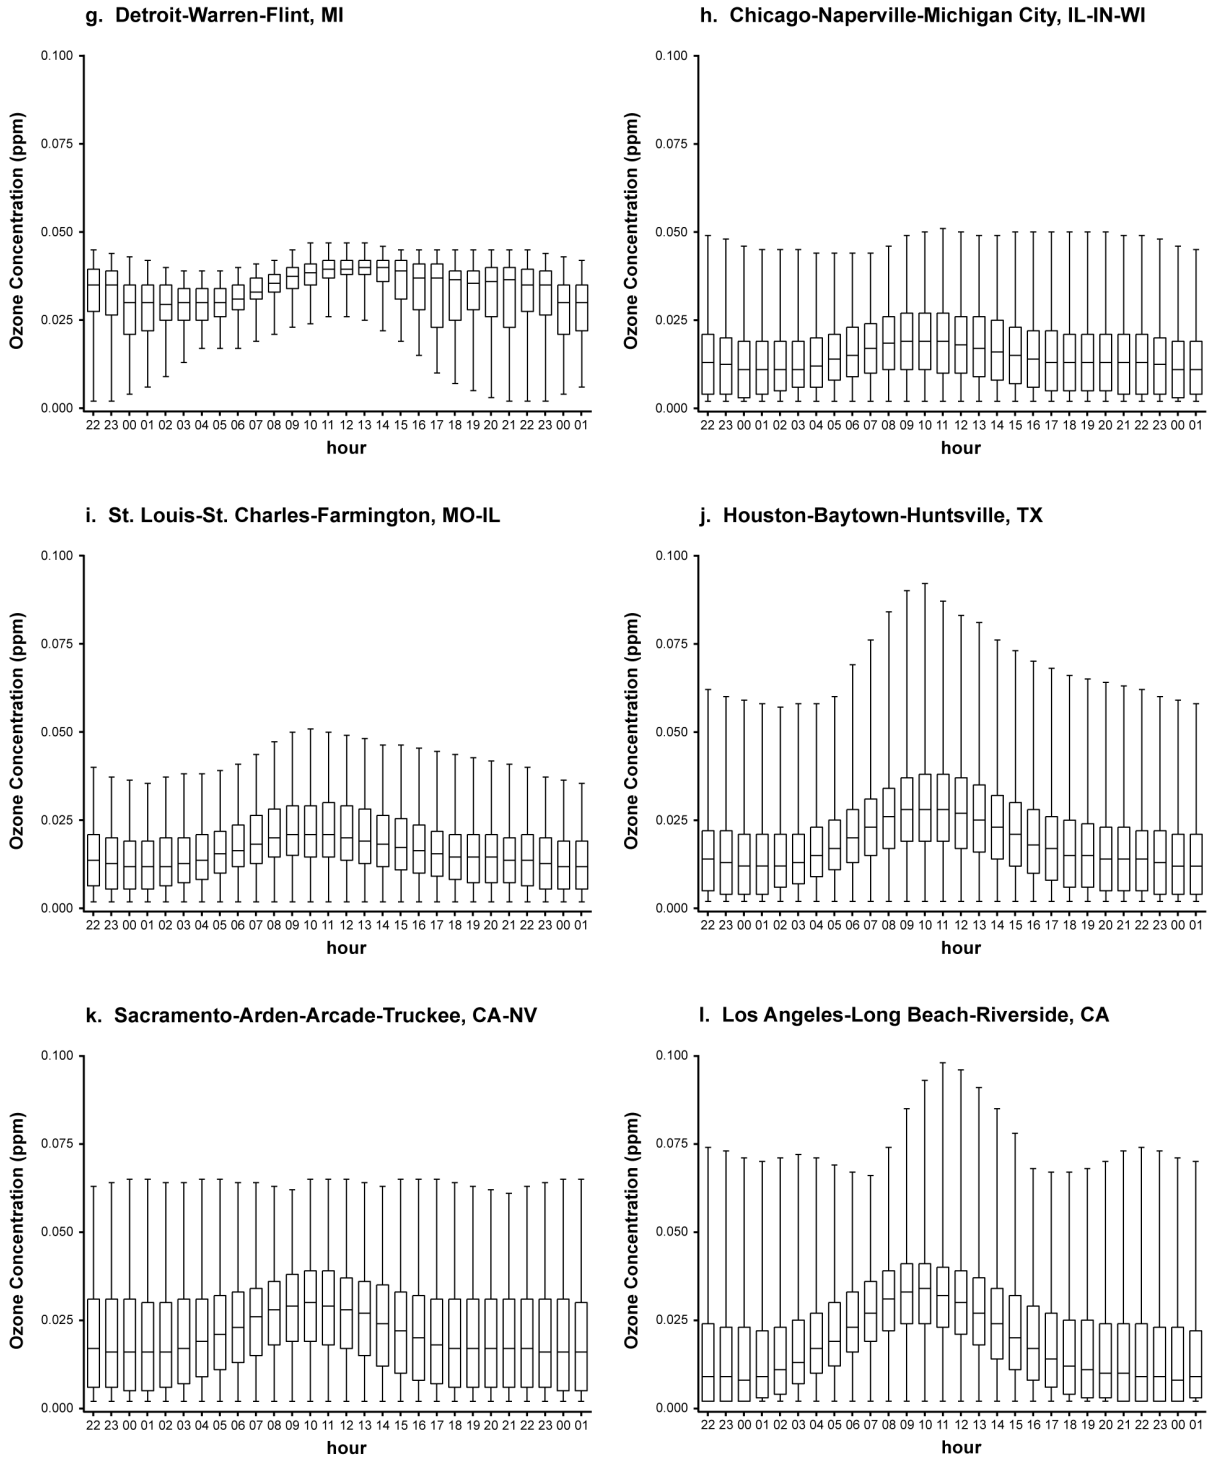 g. Detroit-Warren-Flint, MI
h. Chicago-Naperville-Michigan City, IL-IN-WI
Ozone Concentration (ppm)
0.100
0.075
0.050
0.025
0.000
22 23 00 01 02 03 04 05 06 07 08 09 10 11 12 13 14 15 16 17 18 19 20 21 22 23 00 01
hour
Ozone Concentration (ppm)
0.100
0.075
0.050
0.025
0.000
22 23 00 01 02 03 04 05 06 07 08 09 10 11 12 13 14 15 16 17 18 19 20 21 22 23 00 01
hour
i. St. Louis-St. Charles-Farmington, MO-IL
j. Houston-Baytown-Huntsville, TX
Ozone Concentration (ppm)
0.100
0.075
0.050
0.025
0.000
22 23 00 01 02 03 04 05 06 07 08 09 10 11 12 13 14 15 16 17 18 19 20 21 22 23 00 01
hour
Ozone Concentration (ppm)
0.100
0.075
0.050
0.025
0.000
22 23 00 01 02 03 04 05 06 07 08 09 10 11 12 13 14 15 16 17 18 19 20 21 22 23 00 01
hour
k. Sacramento-Arden-Arcade-Truckee, CA-NV
l. Los Angeles-Long Beach-Riverside, CA
Ozone Concentration (ppm)
0.100
0.075
0.050
0.025
0.000
22 23 00 01 02 03 04 05 06 07 08 09 10 11 12 13 14 15 16 17 18 19 20 21 22 23 00 01
hour
Ozone Concentration (ppm)
0.100
0.075
0.050
0.025
0.000
22 23 00 01 02 03 04 05 06 07 08 09 10 11 12 13 14 15 16 17 18 19 20 21 22 23 00 01
hour